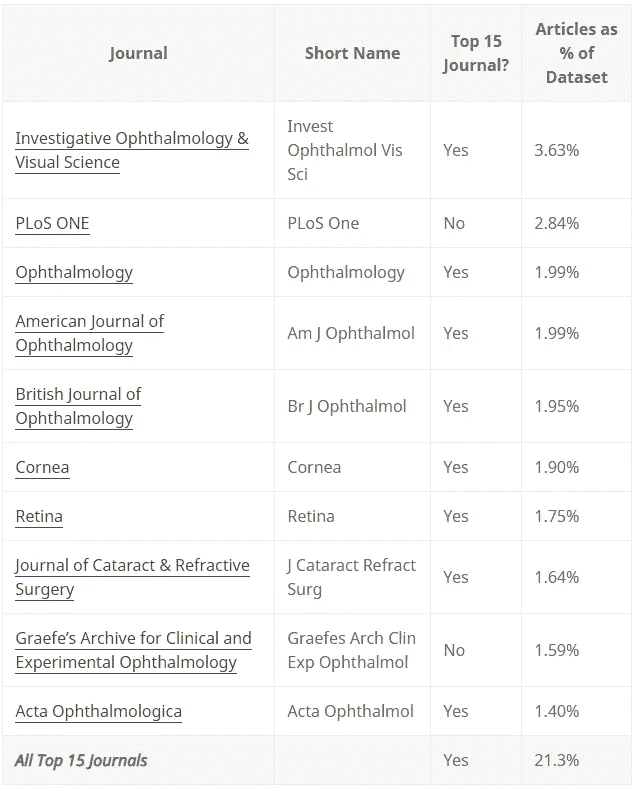 Journal Short Name Top 15 Journal? Articles as % of Dataset
Investigative Ophthalmology & Visual Science Invest Ophthalmol Vis Sci Yes 3.63%
PLoS ONE PLoS One No 2.84%
Ophthalmology Ophthalmology Yes 1.99%
American Journal of Ophthalmology Am J Ophthalmol Yes 1.99%
British Journal of Ophthalmology Br J Ophthalmol Yes 1.95%
Cornea Cornea Yes 1.90%
Retina Retina Yes 1.75%
Journal of Cataract & Refractive Surgery J Cataract Refract Surg Yes 1.64%
Graefe’s Archive for Clinical and Experimental Ophthalmology Graefes Arch Clin Exp Ophthalmol No 1.59%
Acta Ophthalmologica Acta Ophthalmol Yes 1.40%
All Top 15 Journals Yes 21.3%